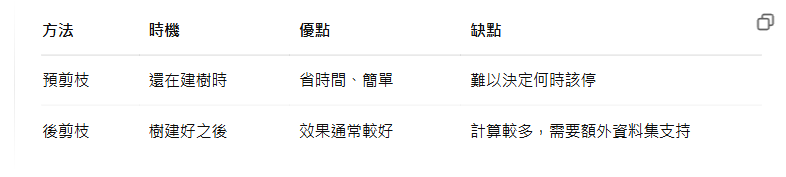 方法 時機 優點 缺點
預剪枝 還在建樹時 省時間、簡單 難以決定何時該停
後剪枝 樹建好之後 效果通常較好 計算較多，需要額外資料集支持